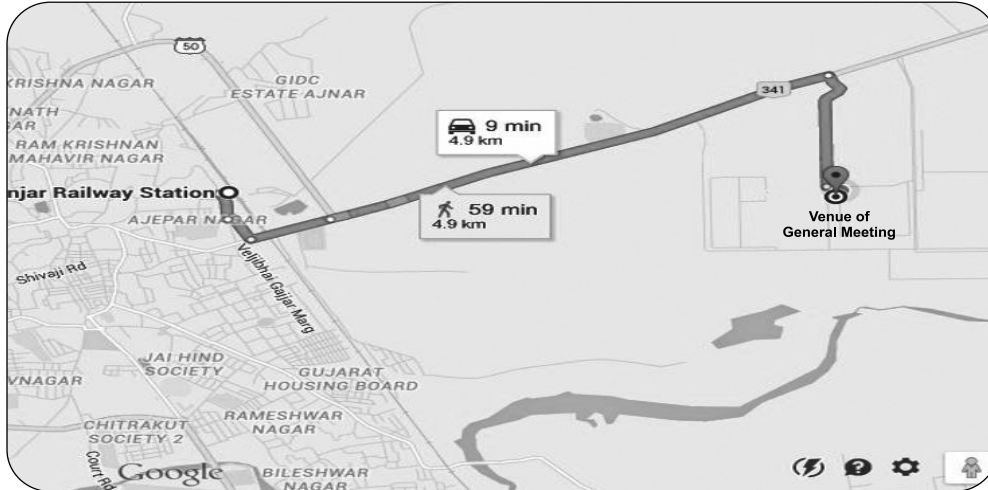 50
KRISHNA NAGAR
GIDC
ESTATE AJNAR
341
NATH
GAR
RAM KRISHNAN
MAHAVIR NAGAR
9 min
4.9 km
njar Railway Station
59 min
4.9 km
AJEPAR NAGAR
Venue of
General Meeting
Shivaji Rd
Veljibhai Gajjar Marg
JAI HIND
SOCIETY
GUJARAT
HOUSING BOARD
VNAGAR
RAMESHWAR
NAGAR
CHITRAKUT
SOCIETY 2
Court Rd
Google
BILESHWAR
NAGAR